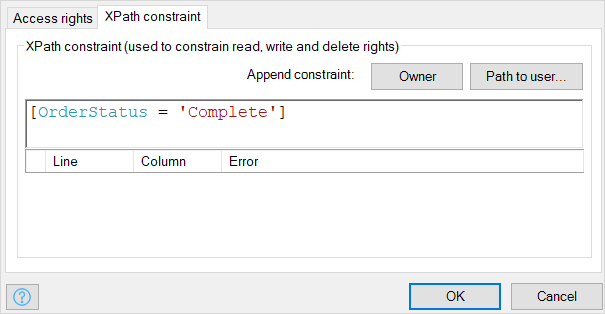 Access rights XPath constraint
XPath constraint (used to constrain read, write and delete rights)
Append constraint: Owner Path to user...
[OrderStatus = 'Complete']
Line Column Error
? OK Cancel